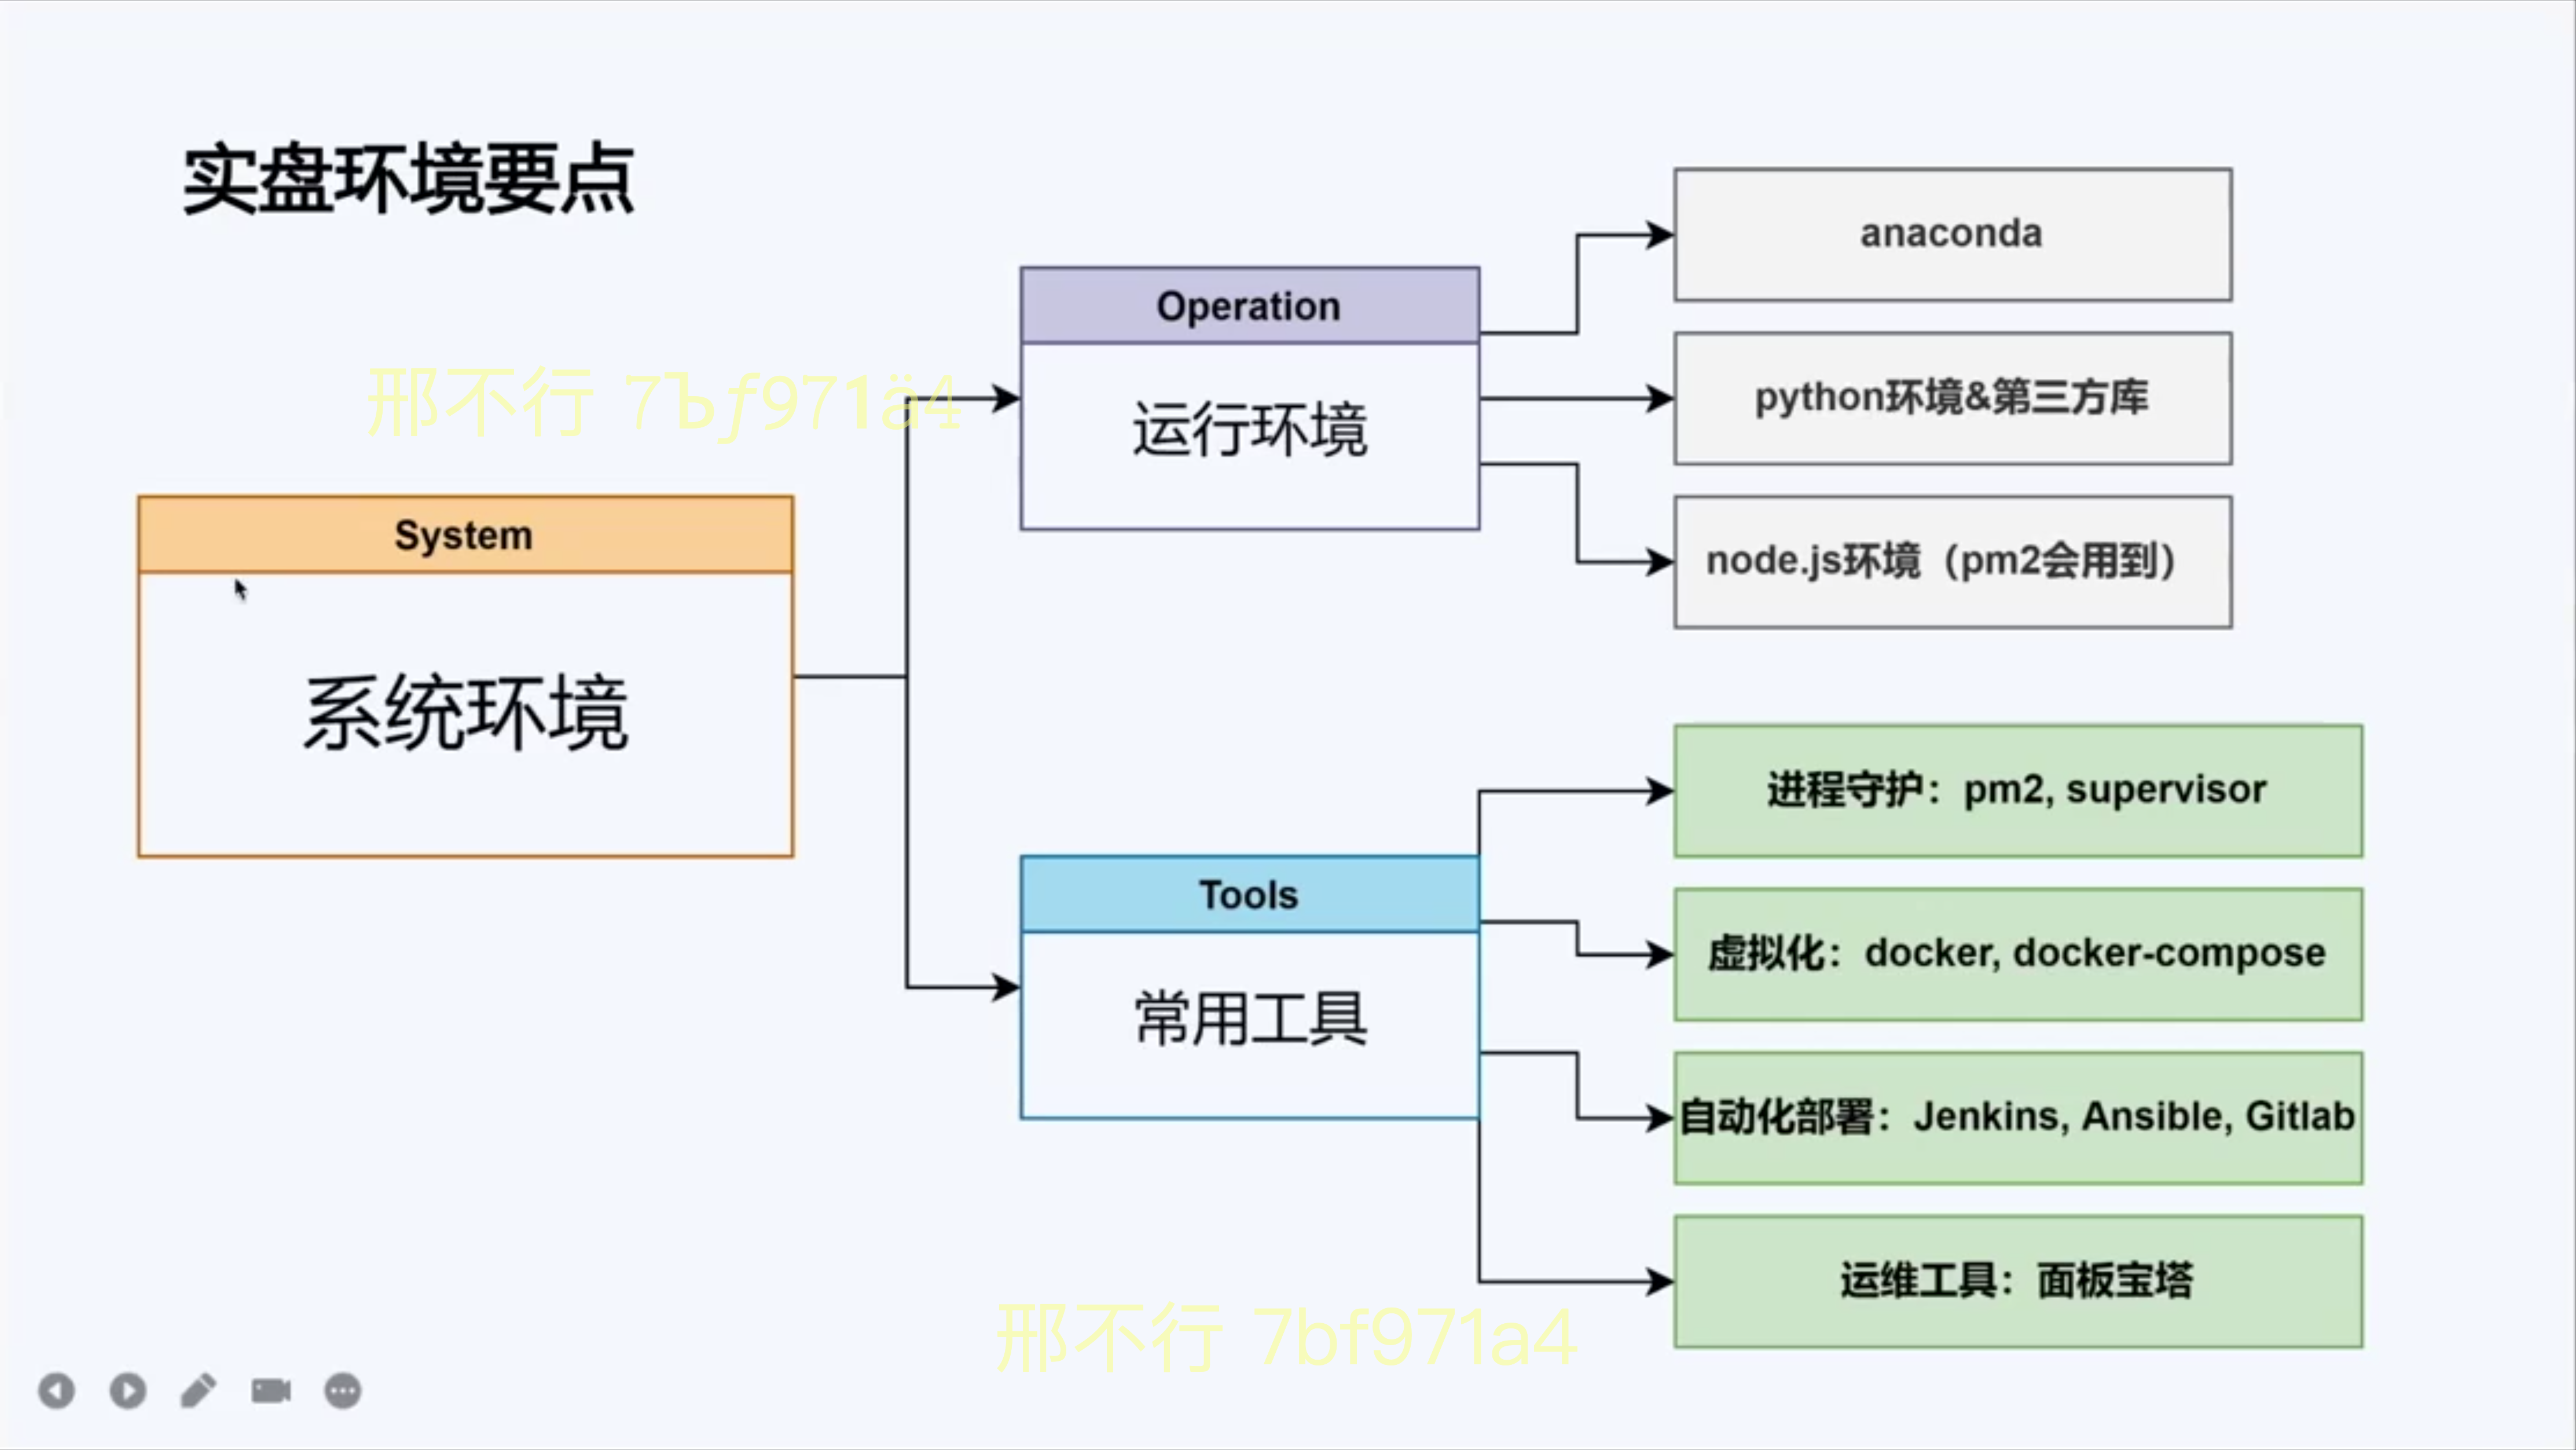 实盘环境要点
System
系统环境
Operation
运行环境
anaconda
python环境&第三方库
node.js环境（pm2会用到）
Tools
常用工具
进程守护：pm2, supervisor
虚拟化：docker, docker-compose
自动化部署：Jenkins, Ansible, Gitlab
运维工具：面板宝塔
邢不行 7Ъƒ971ä4
邢不行 7bf971a4